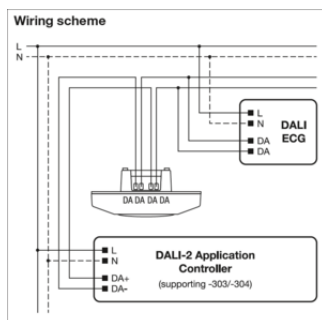 Wiring scheme
L
N
L
N
DALI
ECG
DA
DA
DA DA DA DA
L
N
DALI-2 Application
Controller
(supporting -303/-304)
DA+
DA-